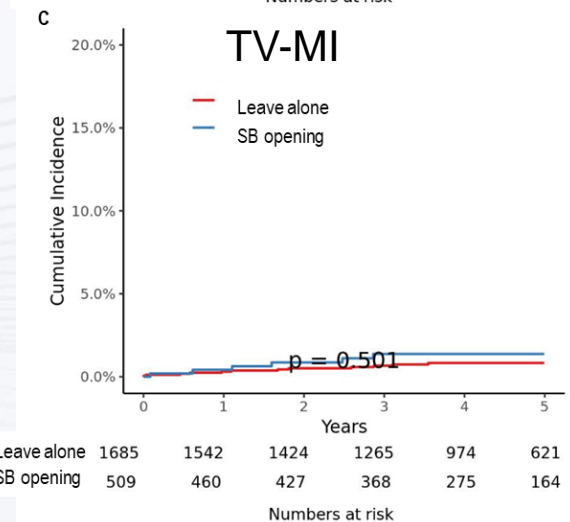 Numbers at risk
C
TV-MI
20.0%
Leave alone
15.0%
SB opening
Cumulative Incidence
10.0%
5.0%
p = 0.501
0.0%
0 1 2 3 4 5
Years
Leave alone 1685 1542 1424 1265 974 621
SB opening 509 460 427 368 275 164
Numbers at risk